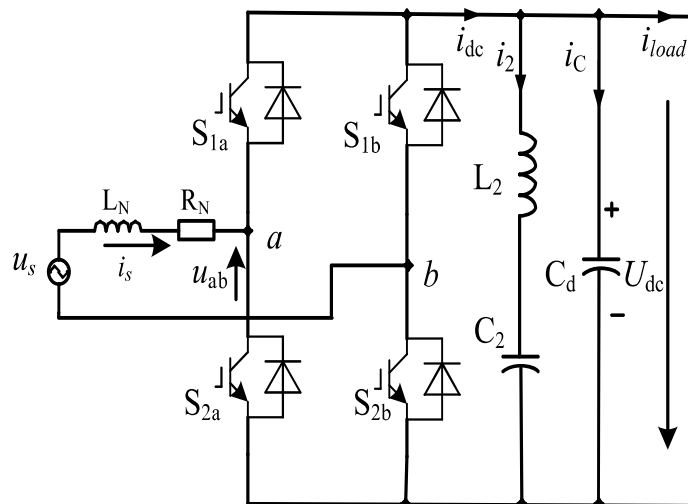 i_dc i_2 i_C i_load
S_1a S_1b
L_2
L_N R_N
a
+
u_s i_s u_ab b C_d U_dc
−
C_2
S_2a S_2b